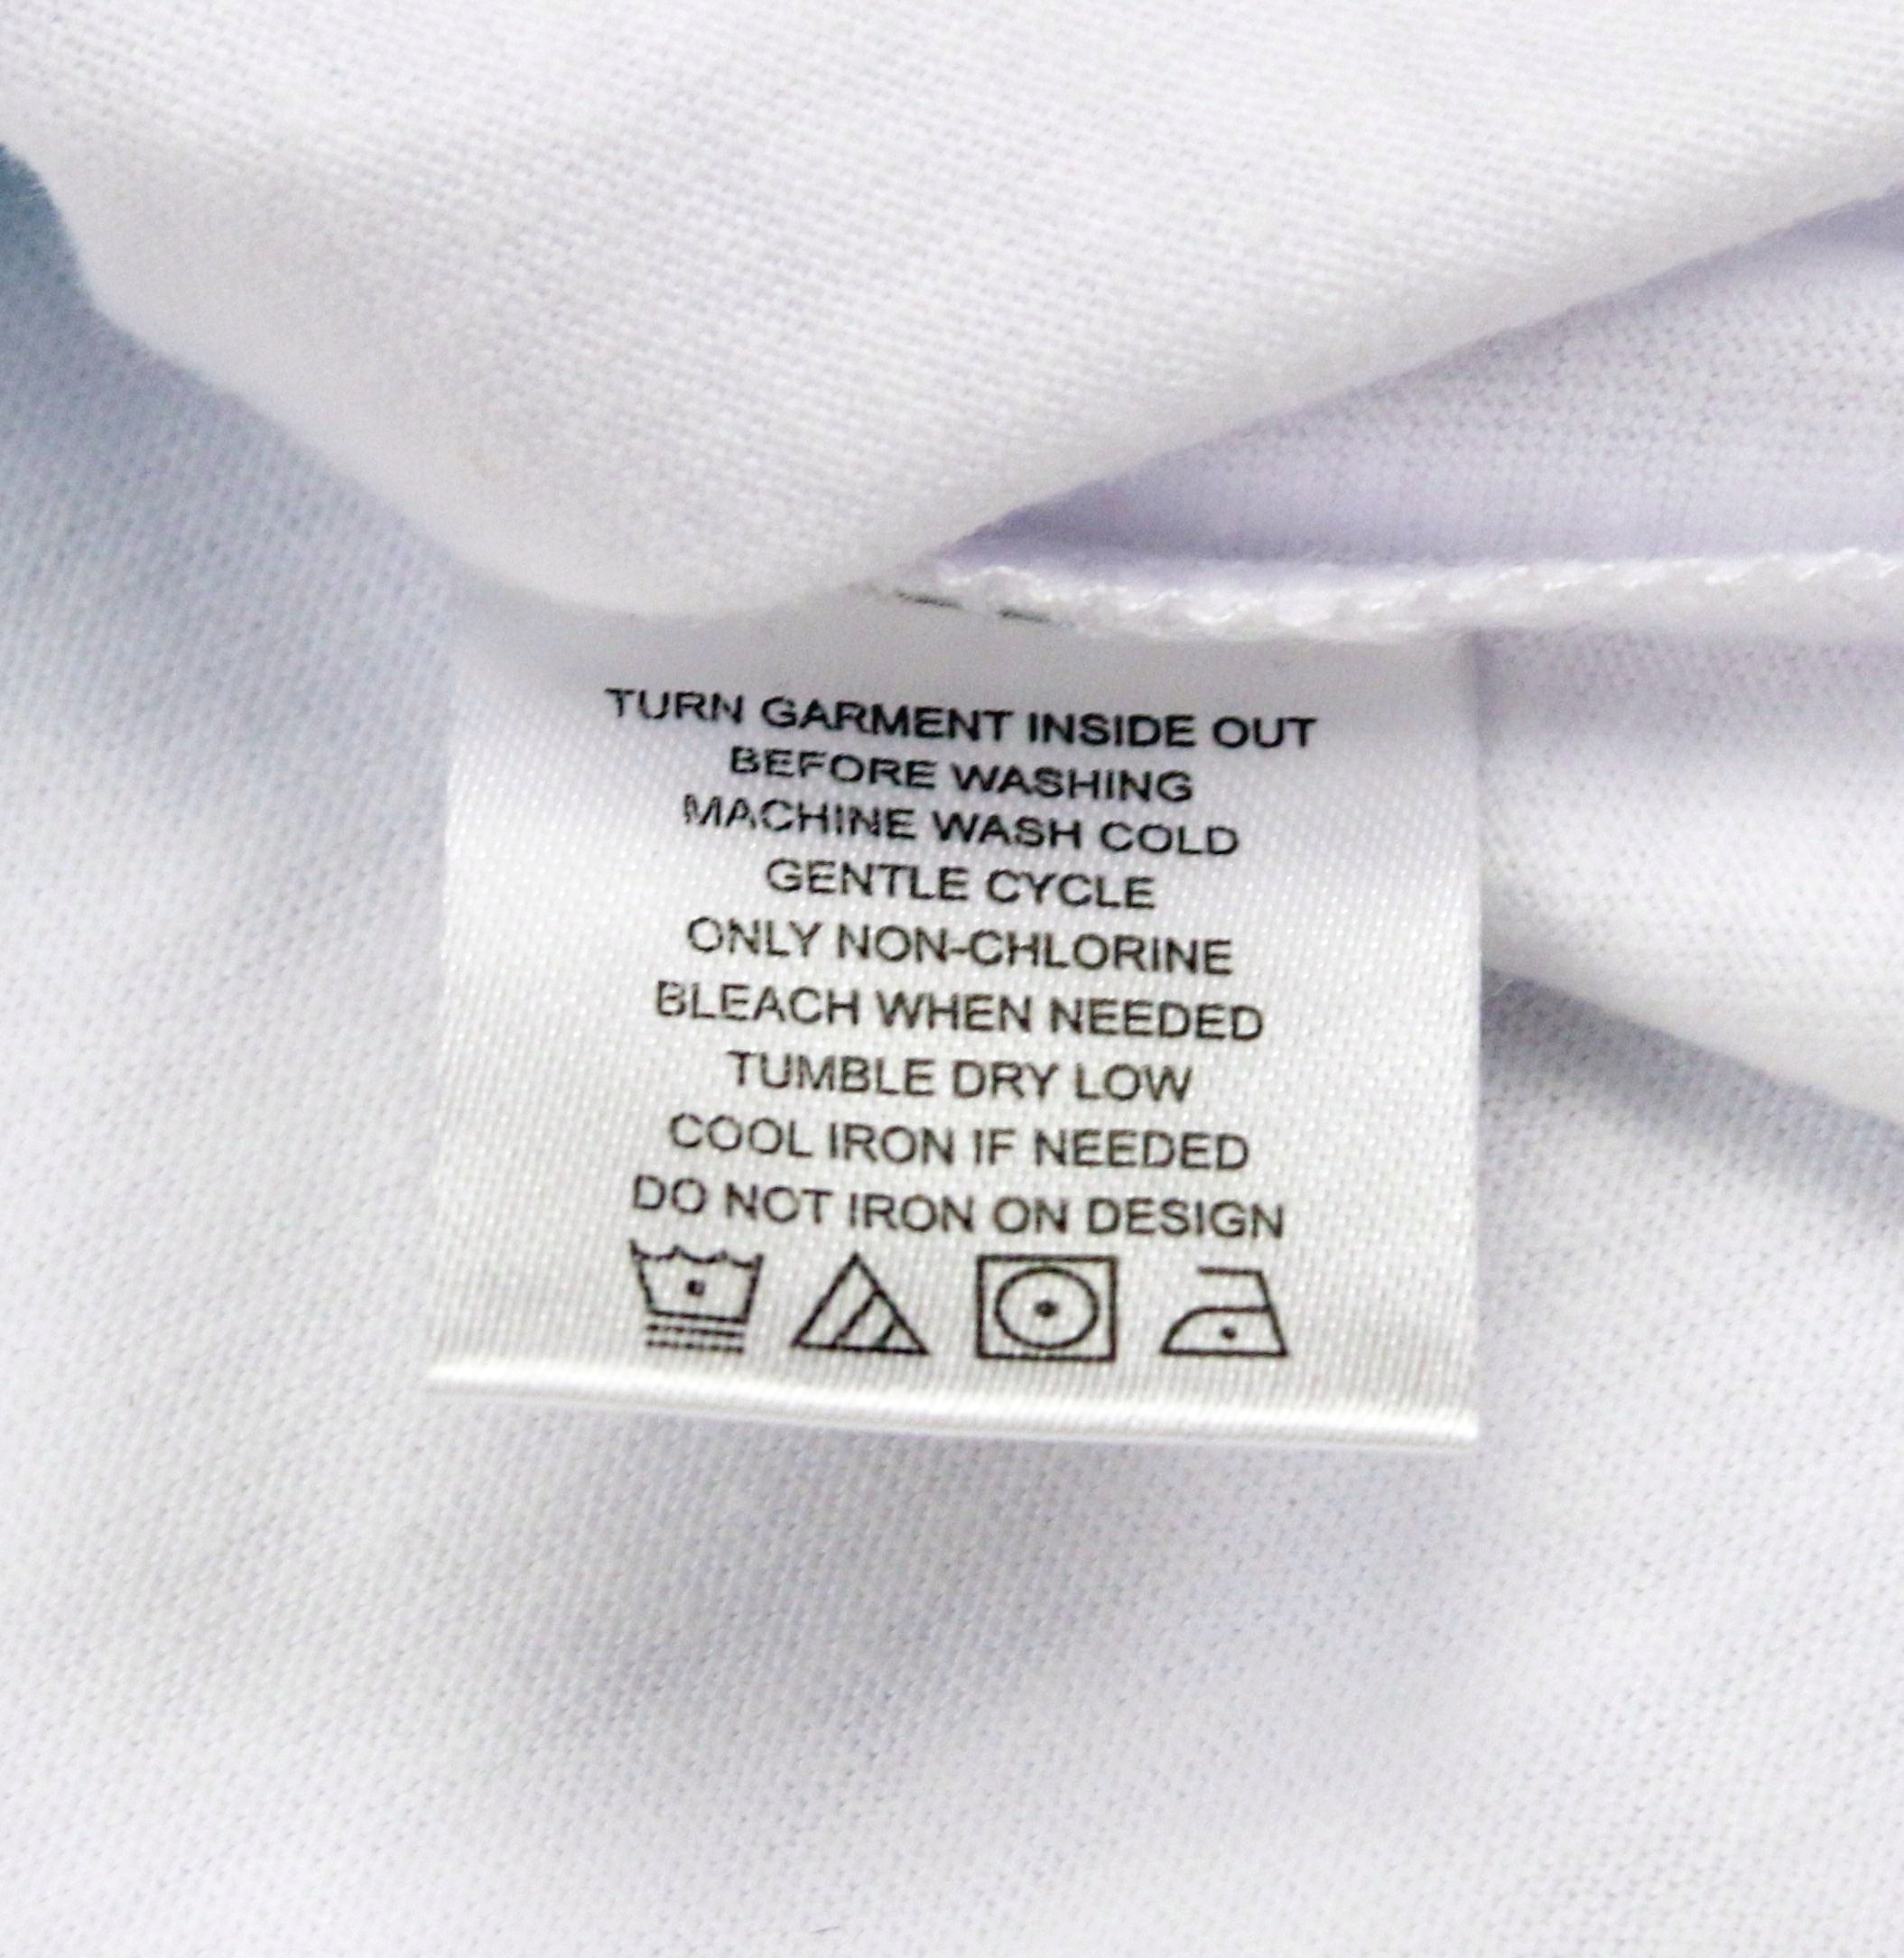 TURN GARMENT INSIDE OUT
BEFORE WASHING
MACHINE WASH COLD
GENTLE CYCLE
ONLY NON-CHLORINE
BLEACH WHEN NEEDED
TUMBLE DRY LOW
COOL IRON IF NEEDED
DO NOT IRON ON DESIGN